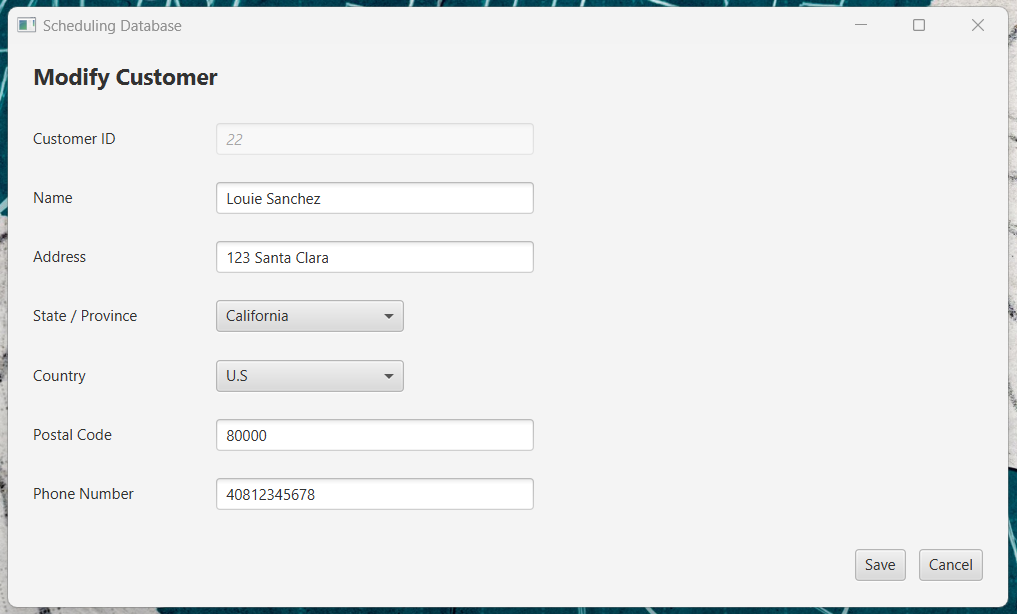 Scheduling Database
Modify Customer
Customer ID 22
Name Louie Sanchez
Address 123 Santa Clara
State / Province California
Country U.S
Postal Code 80000
Phone Number 40812345678
Save Cancel